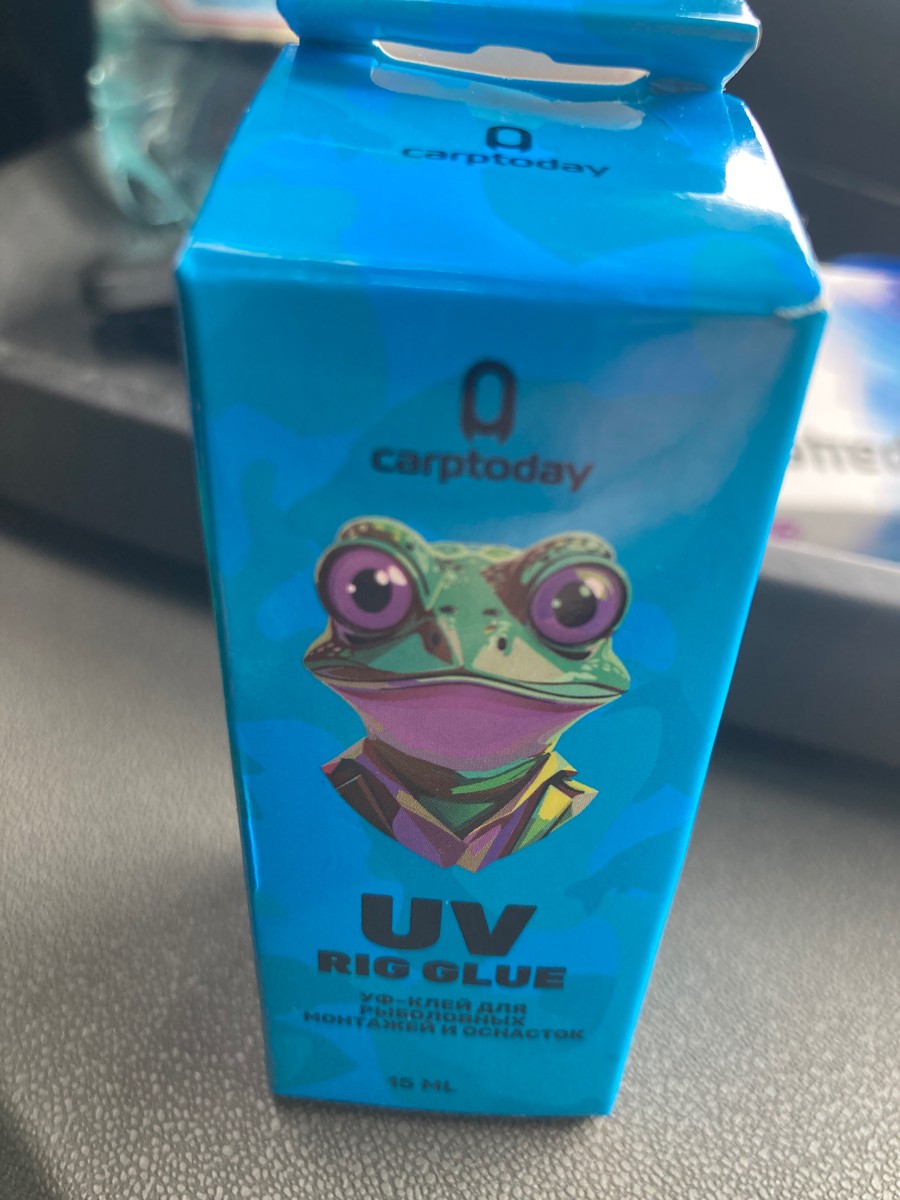 carptoday
carptoday
UV
RIG GLUE
УФ-КЛЕЙ ДЛЯ
РЫБОЛОВНЫХ
МОНТАЖЕЙ И ОСНАСТОК
15 ML